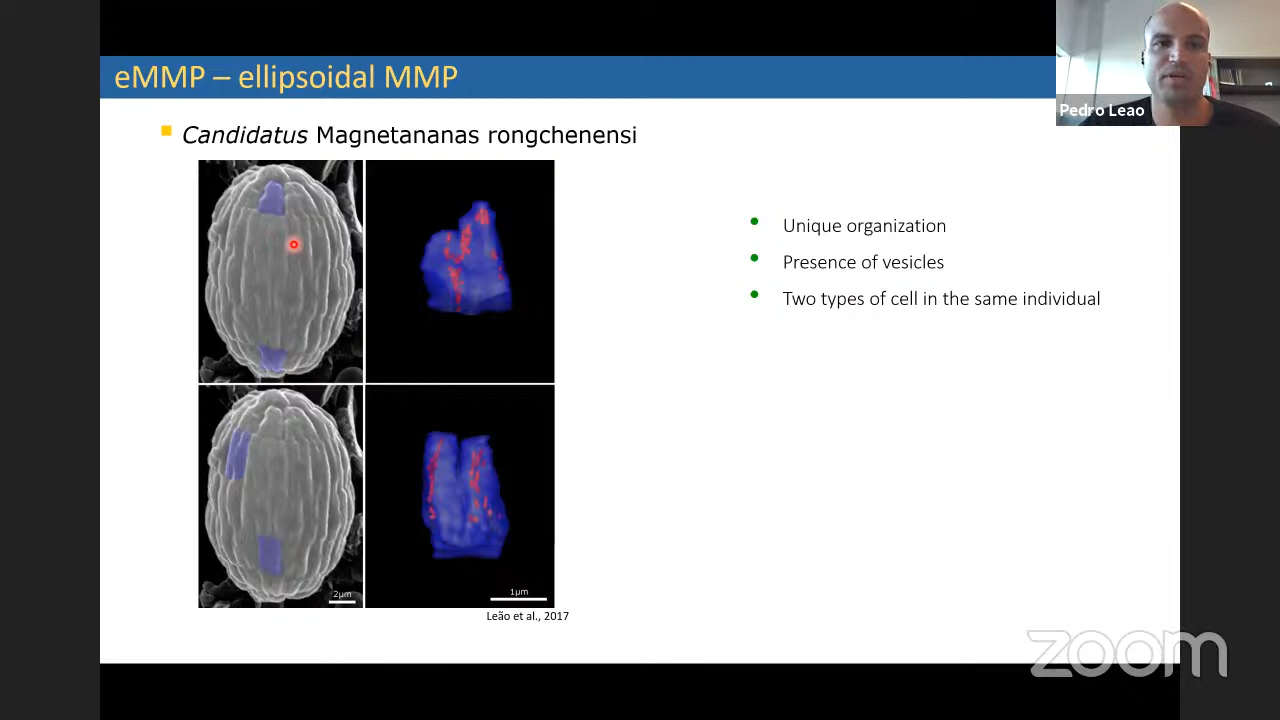 eMMP – ellipsoidal MMP
Pedro Leao
Candidatus Magnetananas rongchenensi
Unique organization
Presence of vesicles
Two types of cell in the same individual
2µm
1µm
Leão et al., 2017
zoom